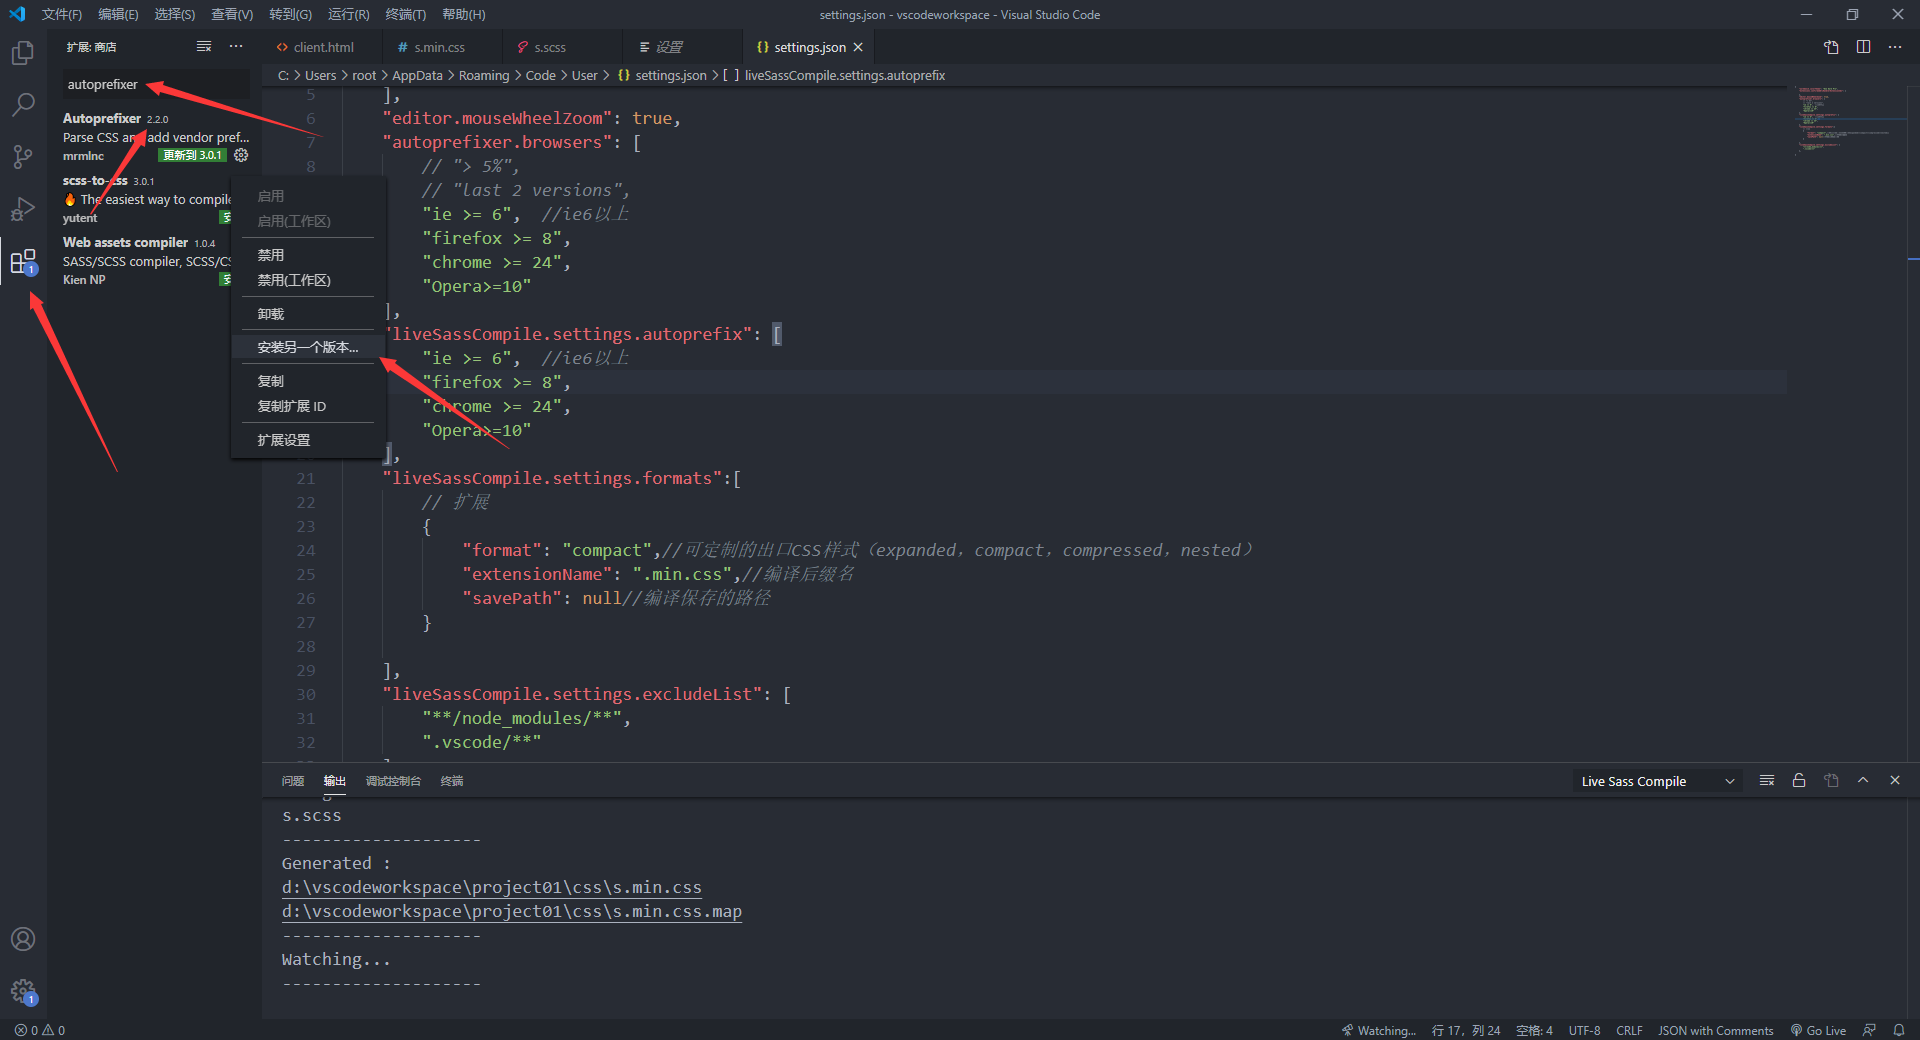 文件(F) 编辑(E) 选择(S) 查看(V) 转到(G) 运行(R) 终端(T) 帮助(H)
settings.json - vscodeworkspace - Visual Studio Code
扩展: 商店
autoprefixer
Autoprefixer 2.2.0
Parse CSS and add vendor pref...
mrmlnc 更新到 3.0.1
scss-to-css 3.0.1
🔥 The easiest way to compile
yutent
Web assets compiler 1.0.4
SASS/SCSS compiler, SCSS/CS
Kien NP
1
启用
启用(工作区)
禁用
禁用(工作区)
卸载
安装另一个版本...
复制
复制扩展 ID
扩展设置
client.html # s.min.css s.scss 设置 {} settings.json
C: > Users > root > AppData > Roaming > Code > User > {} settings.json > [ ] liveSassCompile.settings.autoprefix
5 ],
6 "editor.mouseWheelZoom": true,
7 "autoprefixer.browsers": [
8 // "> 5%",
// "last 2 versions",
"ie >= 6", //ie6以上
"firefox >= 8",
"chrome >= 24",
"Opera>=10"
],
"liveSassCompile.settings.autoprefix": [
"ie >= 6", //ie6以上
"firefox >= 8",
"chrome >= 24",
"Opera>=10"
],
21 "liveSassCompile.settings.formats":[
22 // 扩展
23 {
24 "format": "compact",//可定制的出口CSS样式（expanded，compact，compressed，nested）
25 "extensionName": ".min.css",//编译后缀名
26 "savePath": null//编译保存的路径
27 }
28
29 ],
30 "liveSassCompile.settings.excludeList": [
31 "**/node_modules/**",
32 ".vscode/**"
问题 输出 调试控制台 终端
Live Sass Compile
s.scss
--------------------
Generated :
d:\vscodeworkspace\project01\css\s.min.css
d:\vscodeworkspace\project01\css\s.min.css.map
--------------------
Watching...
--------------------
1
0 0
Watching... 行 17，列 24 空格: 4 UTF-8 CRLF JSON with Comments Go Live